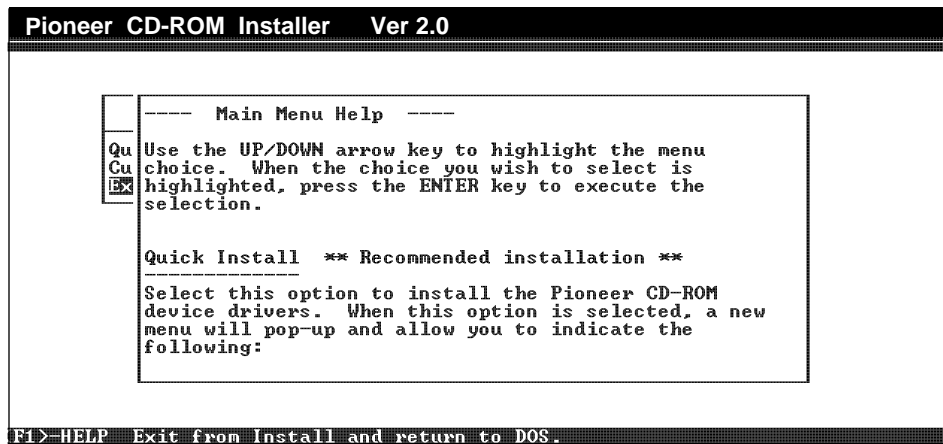 Pioneer CD-ROM Installer Ver 2.0
---- Main Menu Help ----
Qu
Cu
Ex
Use the UP/DOWN arrow key to highlight the menu
choice. When the choice you wish to select is
highlighted, press the ENTER key to execute the
selection.
Quick Install ** Recommended installation **
-------------
Select this option to install the Pioneer CD-ROM
device drivers. When this option is selected, a new
menu will pop-up and allow you to indicate the
following:
F1>-HELP Exit from Install and return to DOS.